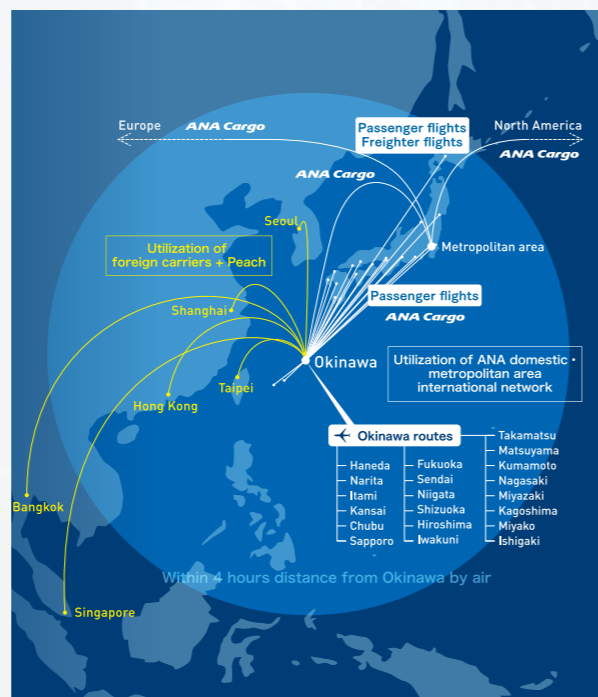 Europe
ANA Cargo
Passenger flights
Freighter flights
North America
ANA Cargo
ANA Cargo
Seoul
Metropolitan area
Utilization of
foreign carriers + Peach
Shanghai
Passenger flights
ANA Cargo
Okinawa
Utilization of ANA domestic・
metropolitan area
international network
Taipei
Hong Kong
Okinawa routes
Haneda
Narita
Itami
Kansai
Chubu
Sapporo
Fukuoka
Sendai
Niigata
Shizuoka
Hiroshima
Iwakuni
Takamatsu
Matsuyama
Kumamoto
Nagasaki
Miyazaki
Kagoshima
Miyako
Ishigaki
Bangkok
Within 4 hours distance from Okinawa by air
Singapore